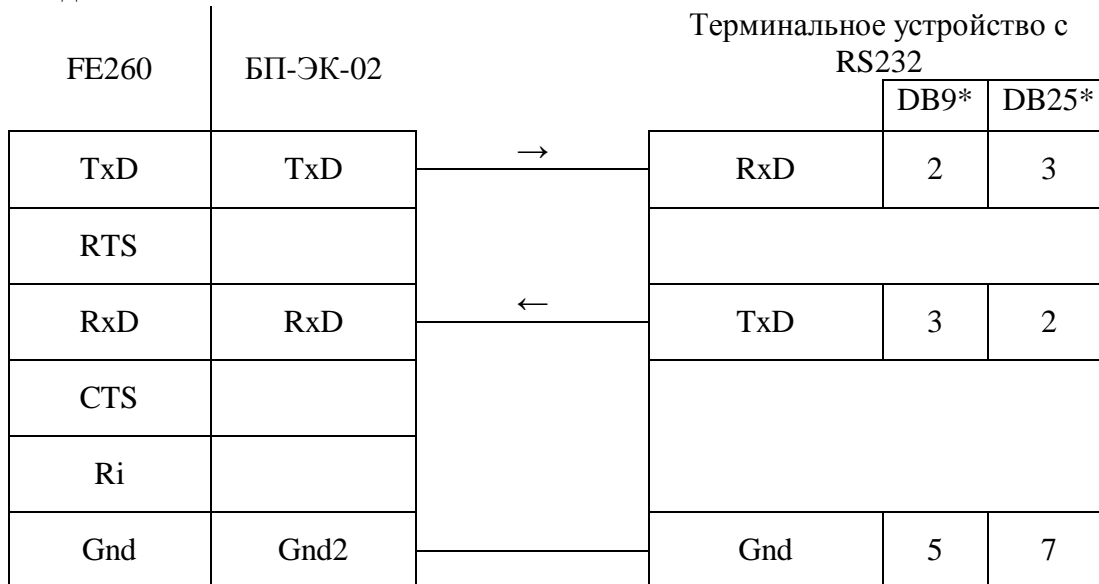 Терминальное устройство с
RS232
FE260 БП-ЭК-02
DB9* DB25*
TxD TxD → RxD 2 3
RTS
RxD RxD ← TxD 3 2
CTS
Ri
Gnd Gnd2 Gnd 5 7